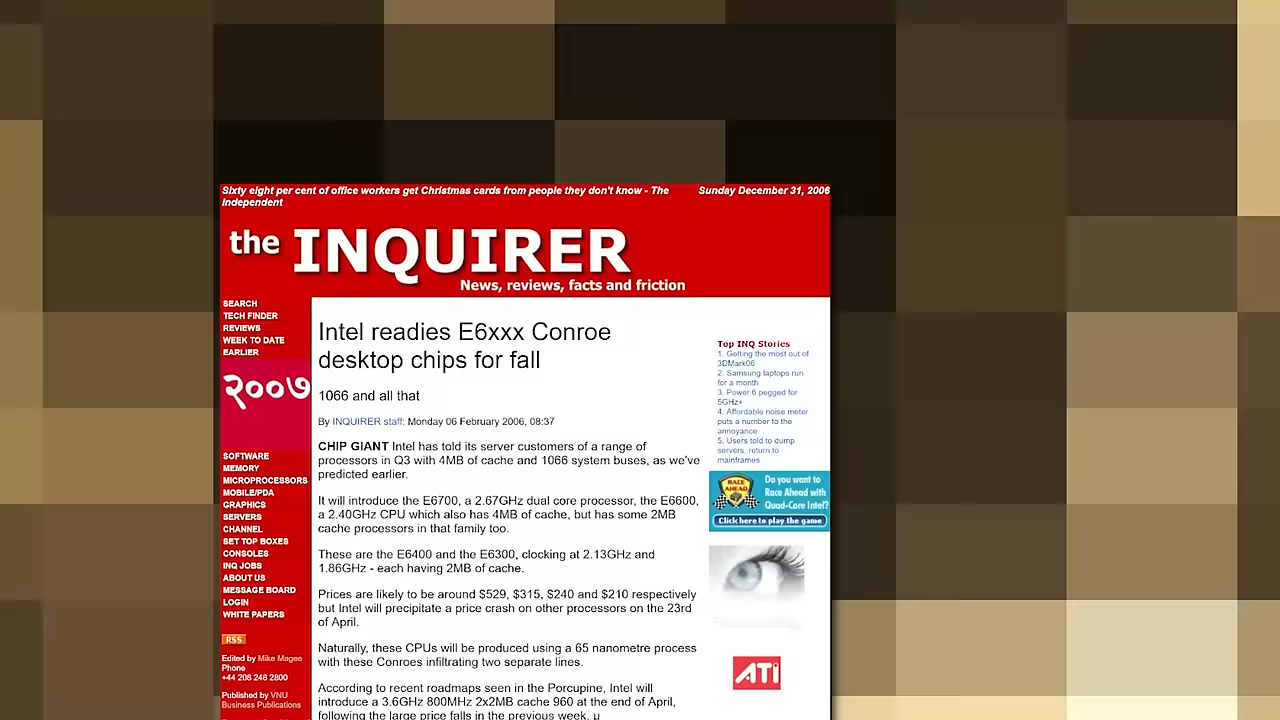 Sixty eight per cent of office workers get Christmas cards from people they don't know - The
Independent
Sunday December 31, 2006
the INQUIRER
News, reviews, facts and friction
SEARCH
TECH FINDER
REVIEWS
WEEK TO DATE
EARLIER
२००७
SOFTWARE
MEMORY
MICROPROCESSORS
MOBILE/PDA
GRAPHICS
SERVERS
CHANNEL
SET TOP BOXES
CONSOLES
INQ JOBS
ABOUT US
MESSAGE BOARD
LOGIN
WHITE PAPERS
RSS
Edited by Mike Magee
Phone
+44 208 248 2800
Published by VNU
Business Publications
Intel readies E6xxx Conroe
desktop chips for fall
1066 and all that
By INQUIRER staff: Monday 06 February 2006, 08:37
CHIP GIANT Intel has told its server customers of a range of
processors in Q3 with 4MB of cache and 1066 system buses, as we've
predicted earlier.
It will introduce the E6700, a 2.67GHz dual core processor, the E6600,
a 2.40GHz CPU which also has 4MB of cache, but has some 2MB
cache processors in that family too.
These are the E6400 and the E6300, clocking at 2.13GHz and
1.86GHz - each having 2MB of cache.
Prices are likely to be around $529, $315, $240 and $210 respectively
but Intel will precipitate a price crash on other processors on the 23rd
of April.
Naturally, these CPUs will be produced using a 65 nanometre process
with these Conroes infiltrating two separate lines.
According to recent roadmaps seen in the Porcupine, Intel will
introduce a 3.6GHz 800MHz 2x2MB cache 960 at the end of April,
following the large price falls in the previous week. µ
Top INQ Stories
1. Getting the most out of
3DMark06
2. Samsung laptops run
for a month
3. Power 6 pegged for
5GHz+
4. Affordable noise meter
puts a number to the
annoyance
5. Users told to dump
servers, return to
mainframes
RACE
AHEAD
Do you want to
Race Ahead with
Quad-Core Intel?
Click here to play the game
ATi